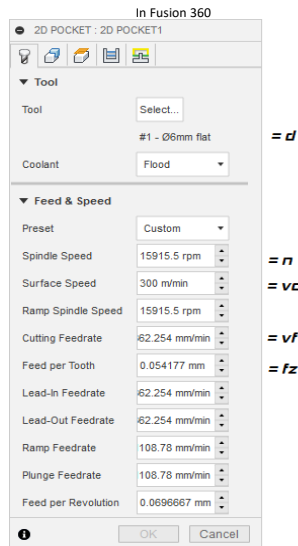 In Fusion 360
2D POCKET : 2D POCKET1
Tool
Tool Select...
#1 - Ø6mm flat = d
Coolant Flood
Feed & Speed
Preset Custom
Spindle Speed 15915.5 rpm = n
Surface Speed 300 m/min = vc
Ramp Spindle Speed 15915.5 rpm
Cutting Feedrate 62.254 mm/min = vf
Feed per Tooth 0.054177 mm = fz
Lead-In Feedrate 62.254 mm/min
Lead-Out Feedrate 62.254 mm/min
Ramp Feedrate 108.78 mm/min
Plunge Feedrate 108.78 mm/min
Feed per Revolution 0.0696667 mm
OK Cancel